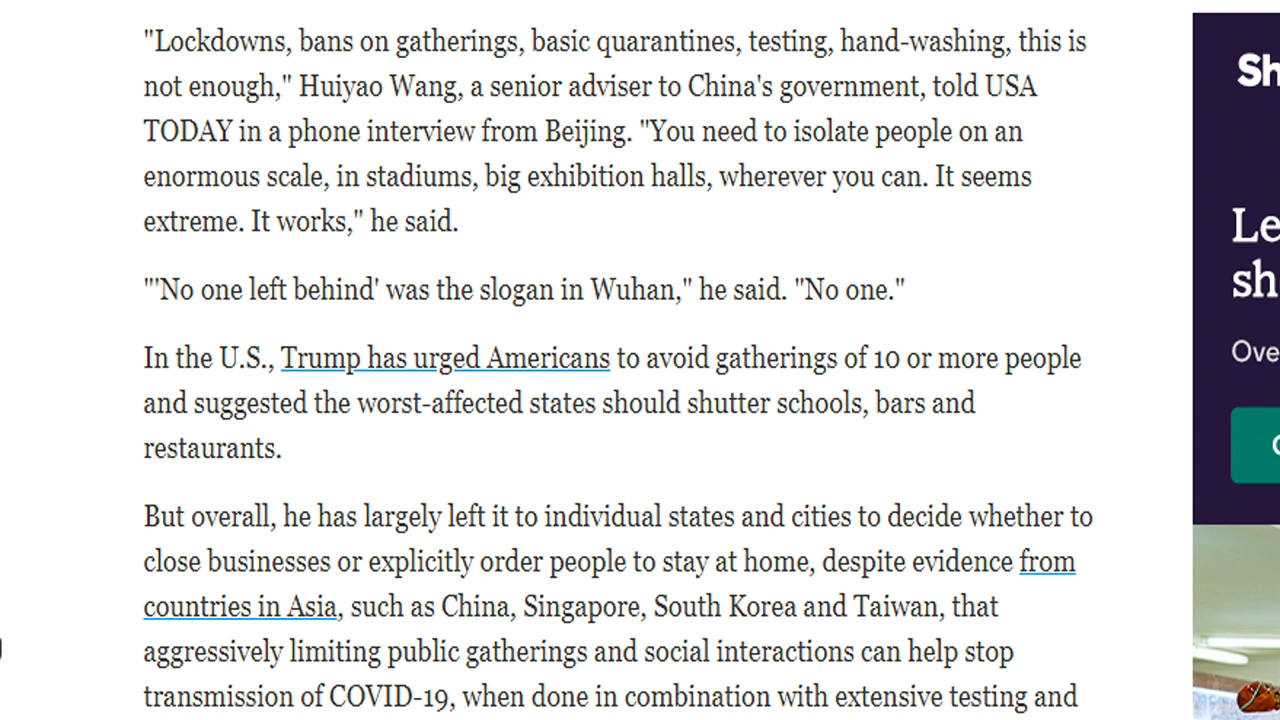 "Lockdowns, bans on gatherings, basic quarantines, testing, hand-washing, this is
not enough," Huiyao Wang, a senior adviser to China's government, told USA
TODAY in a phone interview from Beijing. "You need to isolate people on an
enormous scale, in stadiums, big exhibition halls, wherever you can. It seems
extreme. It works," he said.
"'No one left behind' was the slogan in Wuhan," he said. "No one."
In the U.S., Trump has urged Americans to avoid gatherings of 10 or more people
and suggested the worst-affected states should shutter schools, bars and
restaurants.
But overall, he has largely left it to individual states and cities to decide whether to
close businesses or explicitly order people to stay at home, despite evidence from
countries in Asia, such as China, Singapore, South Korea and Taiwan, that
aggressively limiting public gatherings and social interactions can help stop
transmission of COVID-19, when done in combination with extensive testing and
Sh
Le
sh
Ove